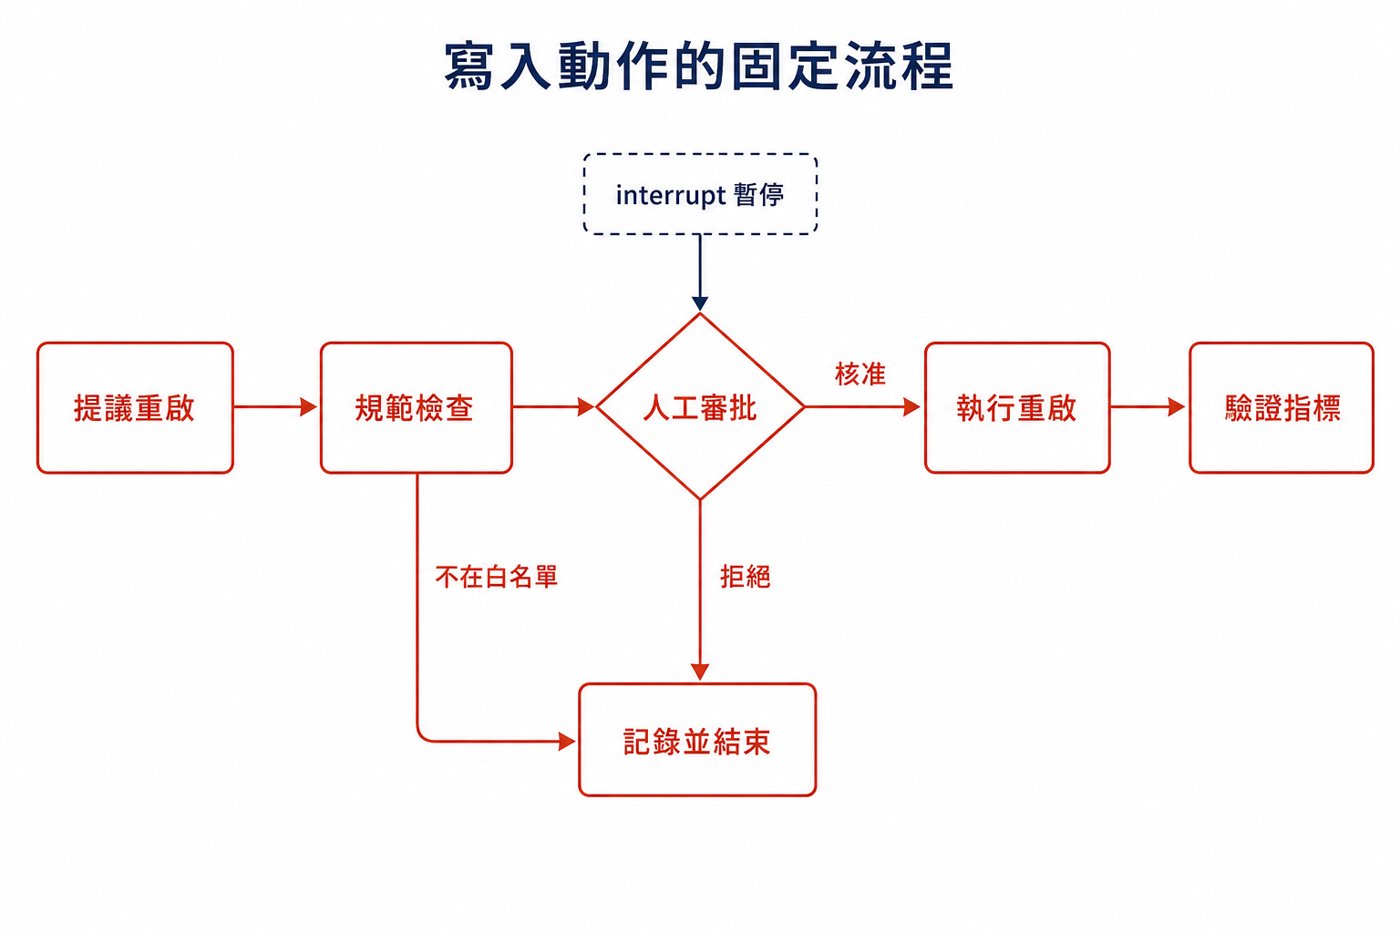 寫入動作的固定流程
interrupt 暫停
提議重啟
規範檢查
人工審批
核准
執行重啟
驗證指標
不在白名單
拒絕
記錄並結束